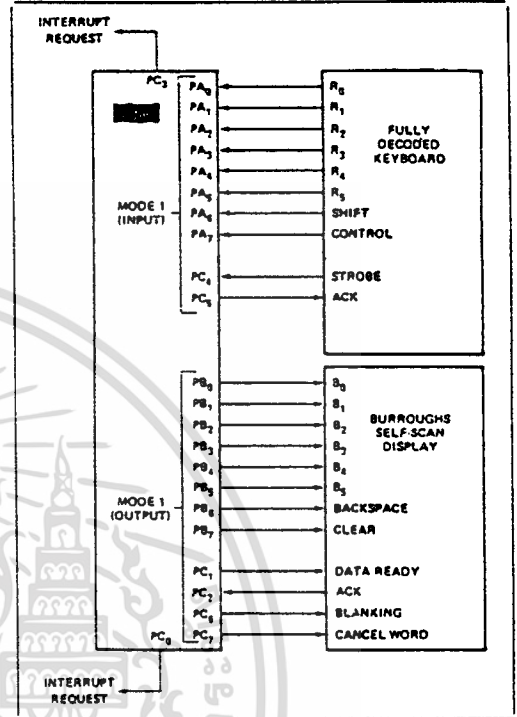 INTERRUPT
REQUEST
PC3
PA0 R0
PA1 R1
PA2 R2
PA3 R3
PA4 R4
PA5 R5
PA6 SHIFT
PA7 CONTROL
FULLY
DECODED
KEYBOARD
MODE 1
(INPUT)
PC4 STROBE
PC5 ACK
PB0 B0
PB1 B1
PB2 B2
PB3 B3
PB4 B4
PB5 B5
PB6 BACKSPACE
PB7 CLEAR
BURROUGHS
SELF-SCAN
DISPLAY
MODE 1
(OUTPUT)
PC1 DATA READY
PC2 ACK
PC6 BLANKING
PC7 CANCEL WORD
PC0
INTERRUPT
REQUEST